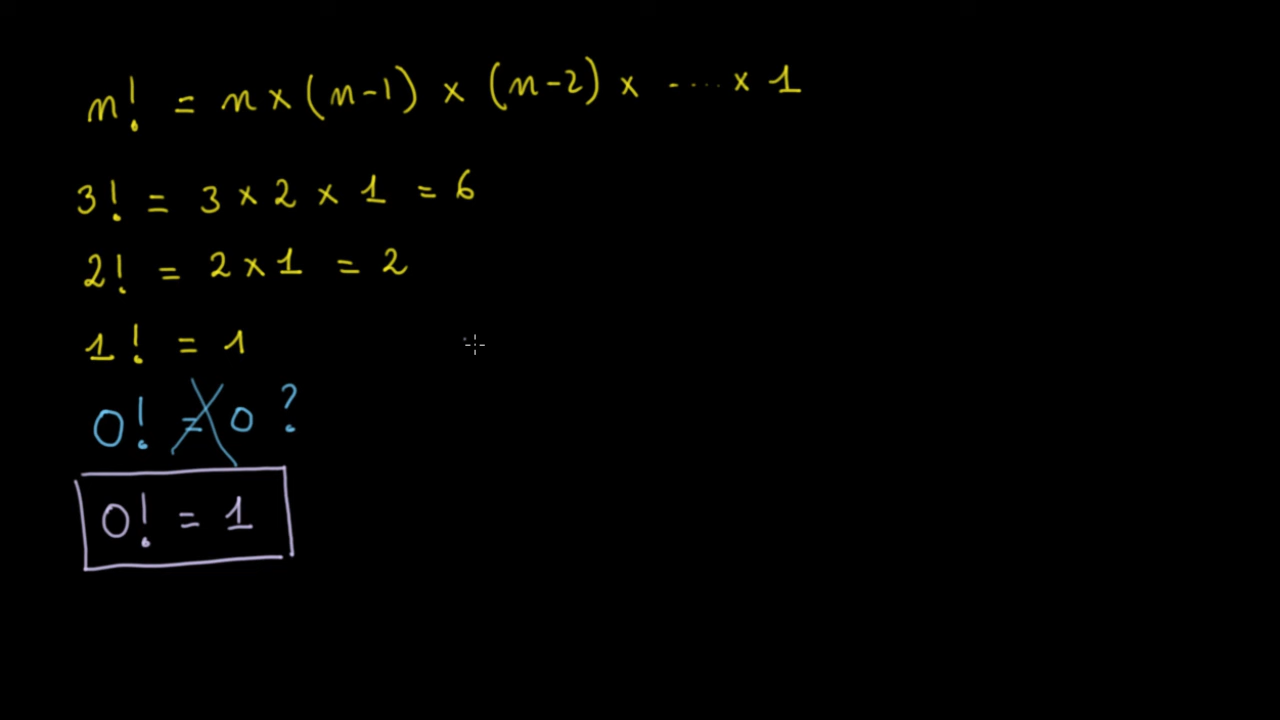 n! = n × (n-1) × (n-2) × ..... × 1
3! = 3 × 2 × 1 = 6
2! = 2 × 1 = 2
1! = 1
0! = 0 ?
0! = 1